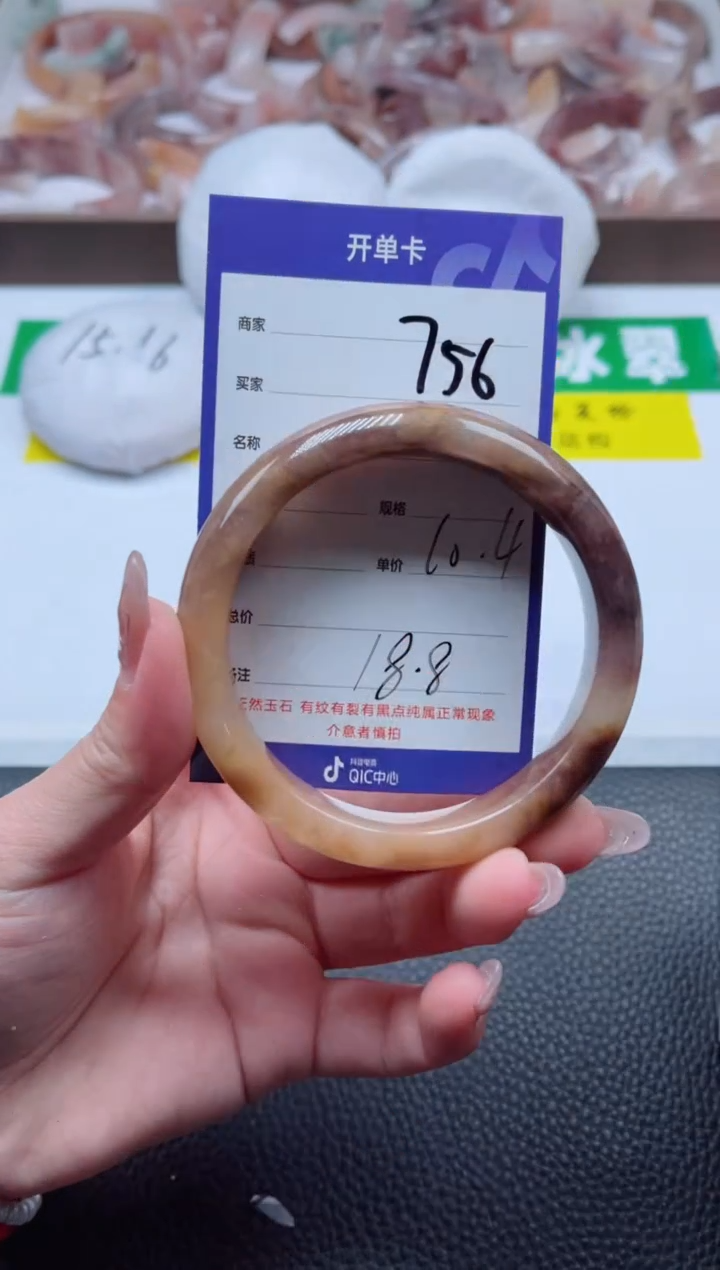 开单卡
商家 756
买家
名称
规格
单价 10.4
总价
备注 18.8
天然玉石 有纹有裂有黑点纯属正常现象
介意者慎拍
抖音电商
QIC中心
15.16
冰翠